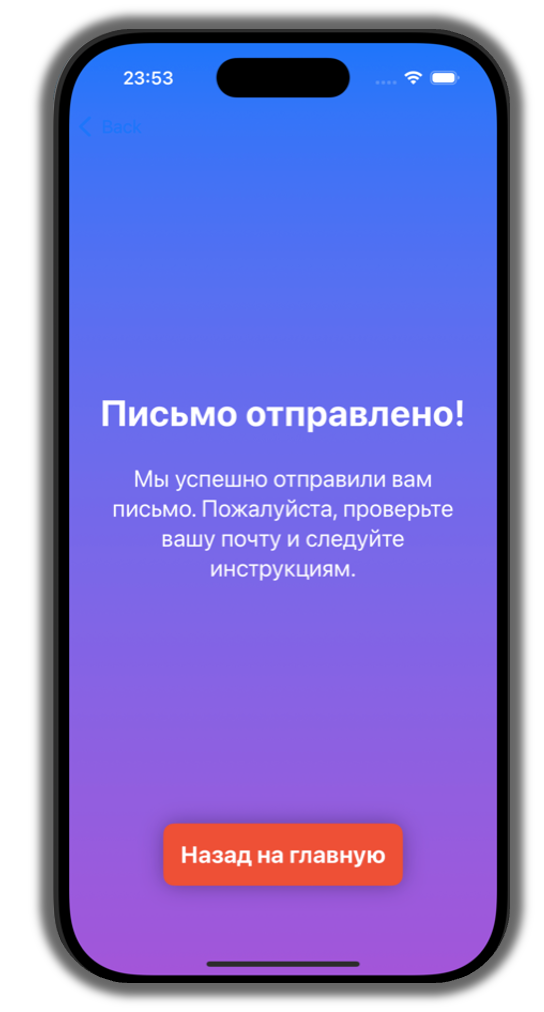 23:53
Back
Письмо отправлено!
Мы успешно отправили вам
письмо. Пожалуйста, проверьте
вашу почту и следуйте
инструкциям.
Назад на главную